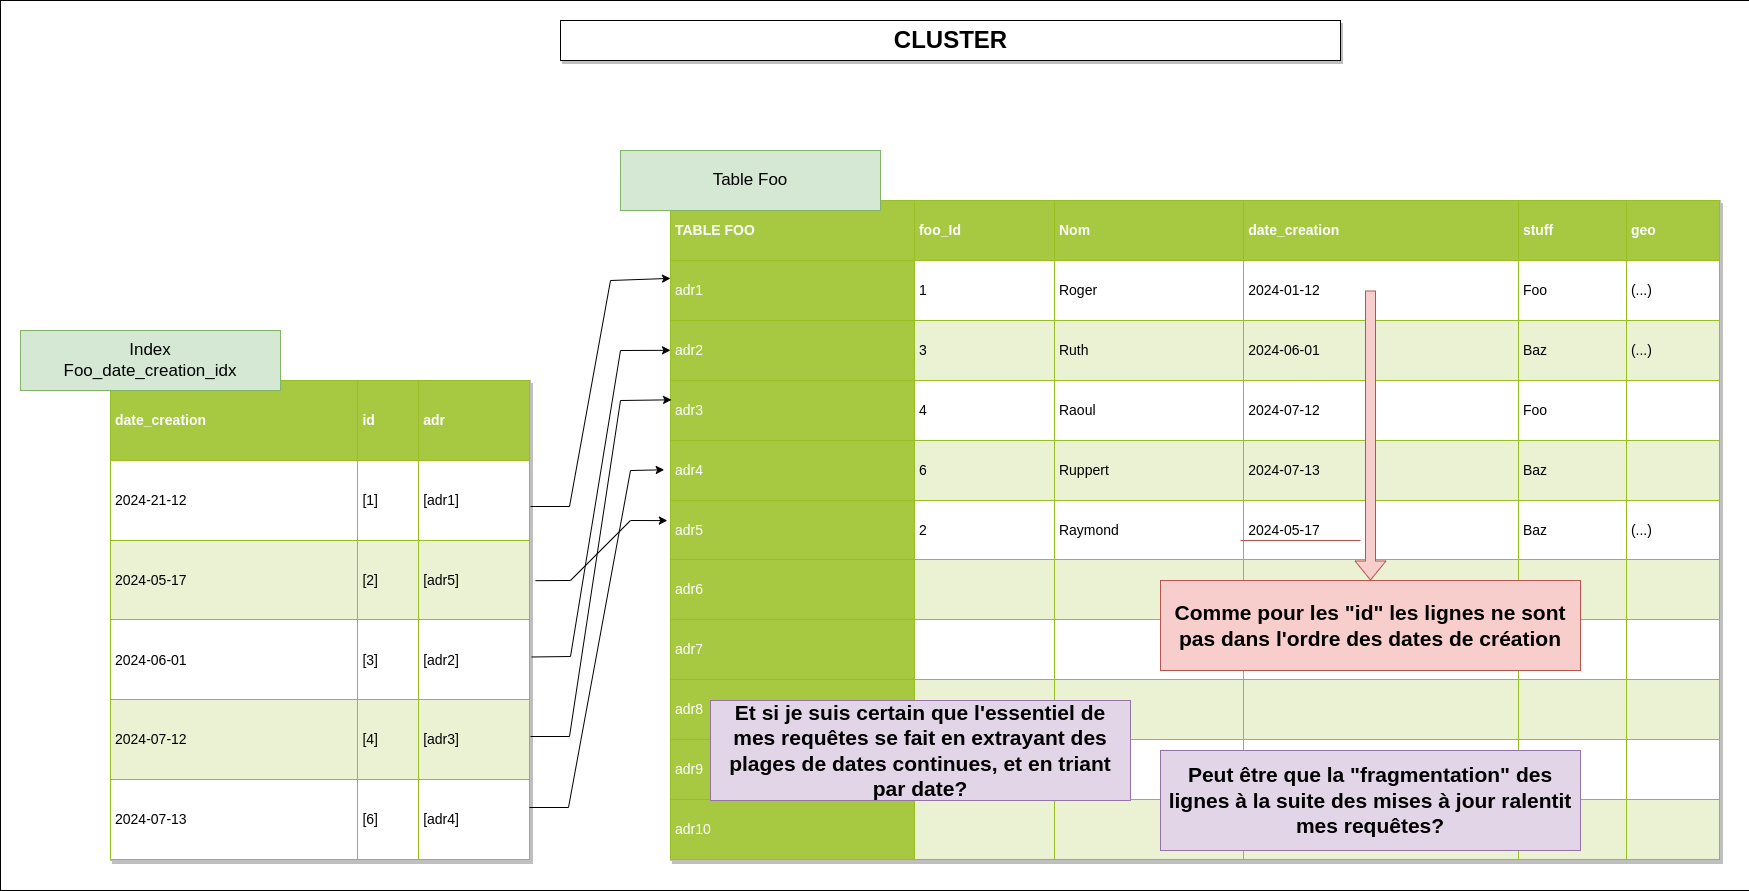 CLUSTER
Table Foo
TABLE FOO foo_Id Nom date_creation stuff geo
adr1 1 Roger 2024-01-12 Foo (...)
adr2 3 Ruth 2024-06-01 Baz (...)
adr3 4 Raoul 2024-07-12 Foo
adr4 6 Ruppert 2024-07-13 Baz
adr5 2 Raymond 2024-05-17 Baz (...)
adr6
adr7
adr8
adr9
adr10
Index
Foo_date_creation_idx
date_creation id adr
2024-21-12 [1] [adr1]
2024-05-17 [2] [adr5]
2024-06-01 [3] [adr2]
2024-07-12 [4] [adr3]
2024-07-13 [6] [adr4]
Comme pour les "id" les lignes ne sont
pas dans l'ordre des dates de création
Et si je suis certain que l'essentiel de
mes requêtes se fait en extrayant des
plages de dates continues, et en triant
par date?
Peut être que la "fragmentation" des
lignes à la suite des mises à jour ralentit
mes requêtes?